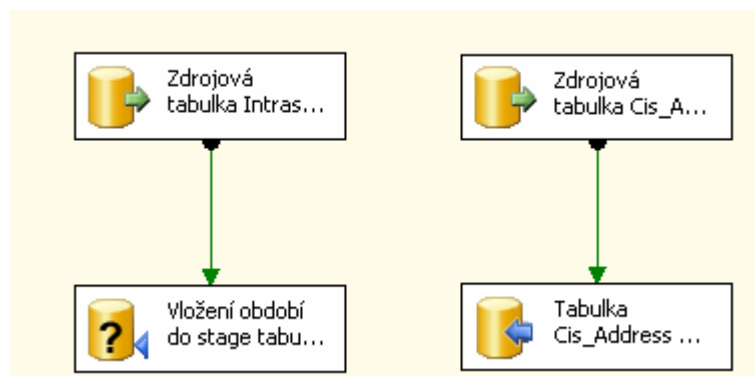 Zdrojová
tabulka Intras...
Zdrojová
tabulka Cis_A...
Vložení období
do stage tabu...
?
Tabulka
Cis_Address ...